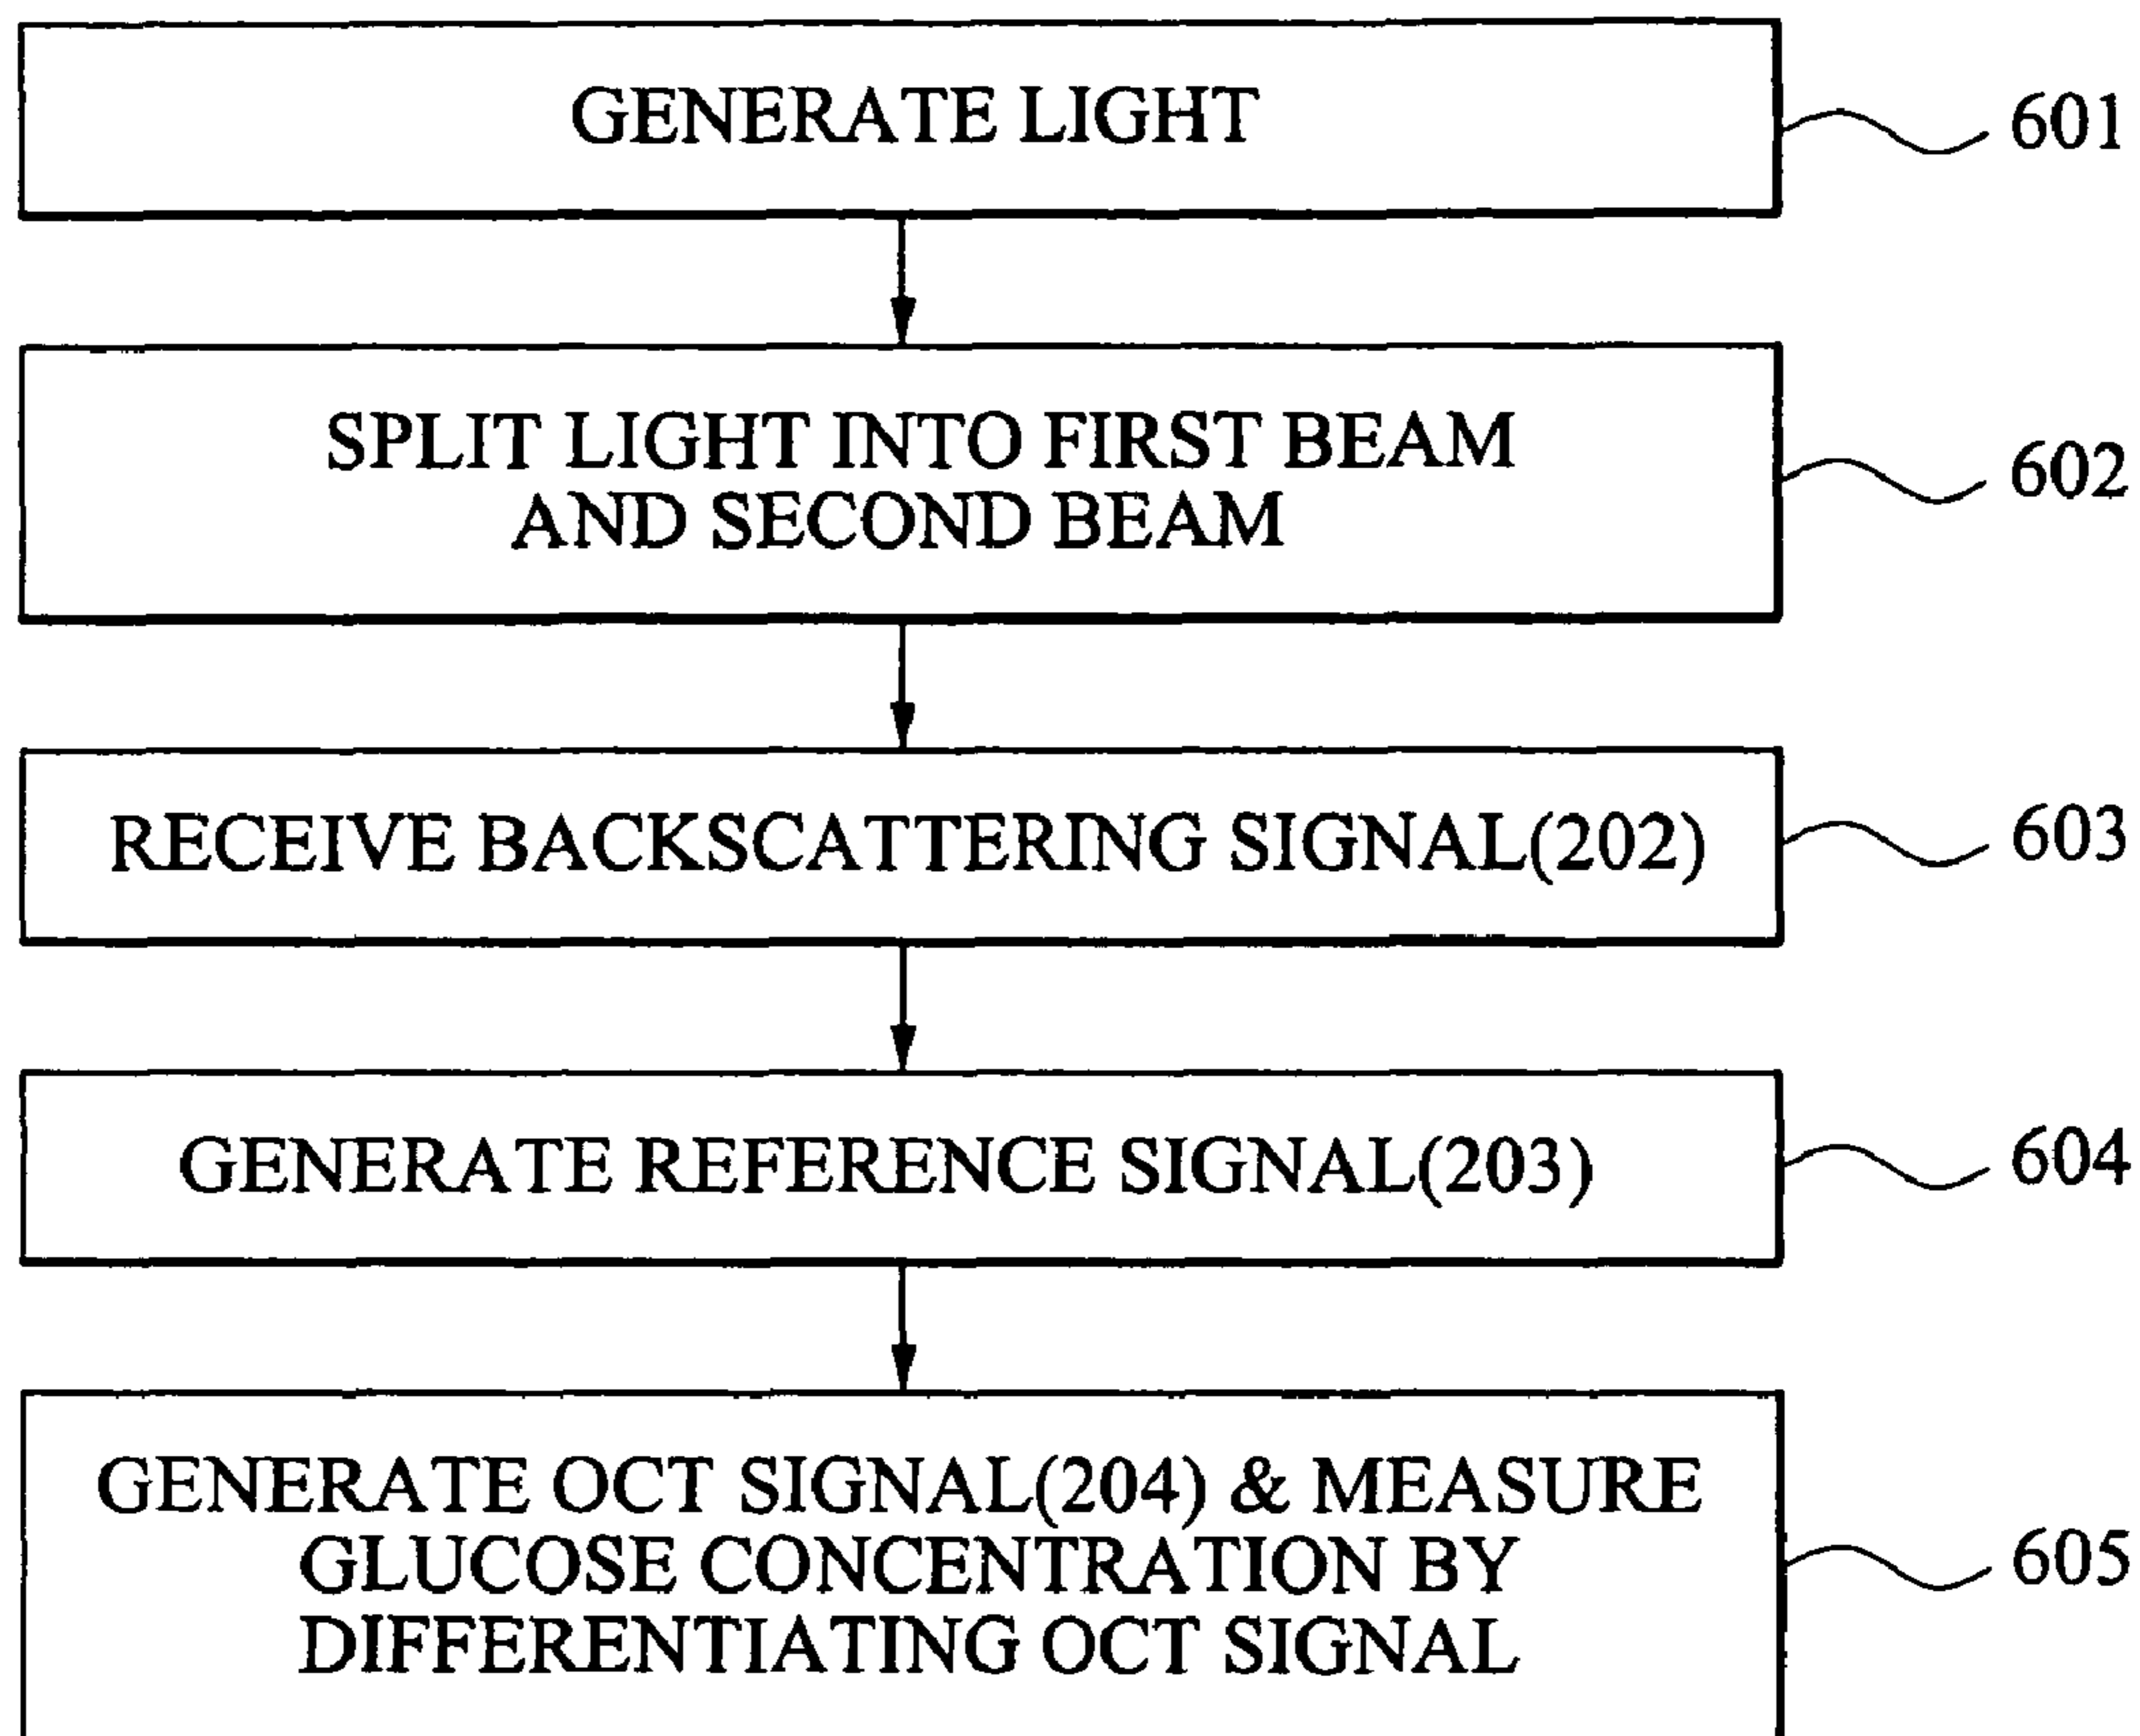 GENERATE LIGHT
601
SPLIT LIGHT INTO FIRST BEAM
AND SECOND BEAM
602
RECEIVE BACKSCATTERING SIGNAL(202)
603
GENERATE REFERENCE SIGNAL(203)
604
GENERATE OCT SIGNAL(204) & MEASURE
GLUCOSE CONCENTRATION BY
DIFFERENTIATING OCT SIGNAL
605